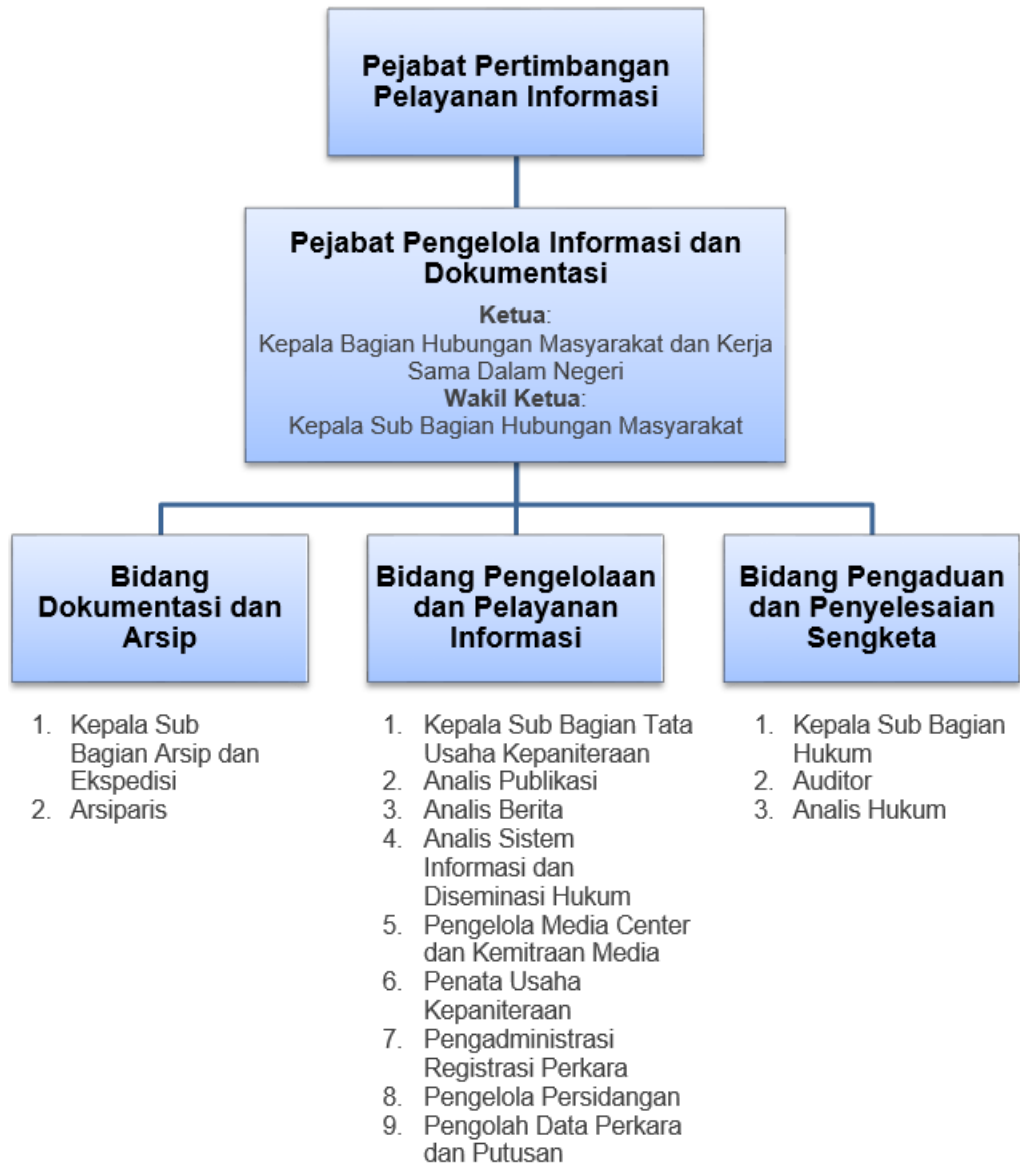 Pejabat Pertimbangan
Pelayanan Informasi
Pejabat Pengelola Informasi dan
Dokumentasi
Ketua:
Kepala Bagian Hubungan Masyarakat dan Kerja
Sama Dalam Negeri
Wakil Ketua:
Kepala Sub Bagian Hubungan Masyarakat
Bidang
Dokumentasi dan
Arsip
1. Kepala Sub
Bagian Arsip dan
Ekspedisi
2. Arsiparis
Bidang Pengelolaan
dan Pelayanan
Informasi
1. Kepala Sub Bagian Tata
Usaha Kepaniteraan
2. Analis Publikasi
3. Analis Berita
4. Analis Sistem
Informasi dan
Diseminasi Hukum
5. Pengelola Media Center
dan Kemitraan Media
6. Penata Usaha
Kepaniteraan
7. Pengadministrasi
Registrasi Perkara
8. Pengelola Persidangan
9. Pengolah Data Perkara
dan Putusan
Bidang Pengaduan
dan Penyelesaian
Sengketa
1. Kepala Sub Bagian
Hukum
2. Auditor
3. Analis Hukum